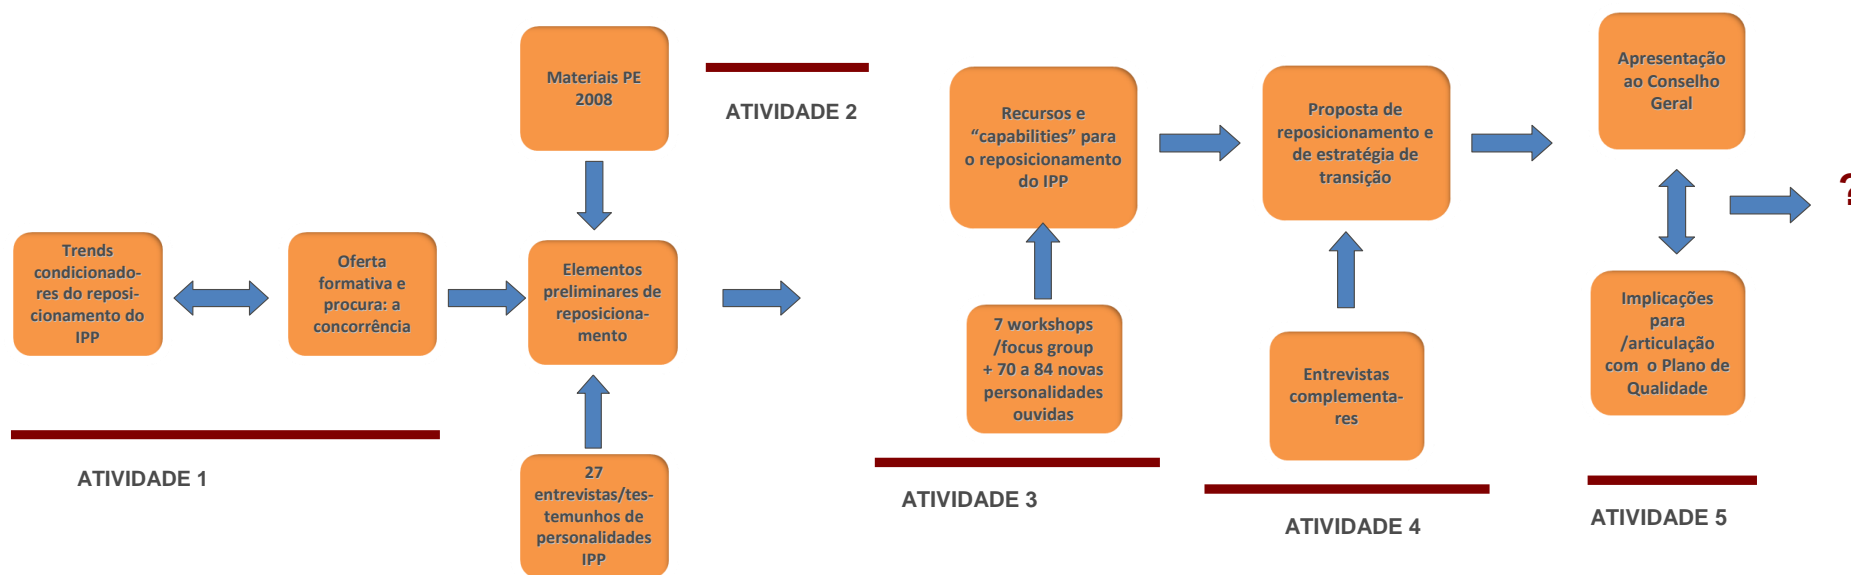 Trends
condicionado-
res do reposi-
cionamento do
IPP
Oferta
formativa e
procura: a
concorrência
ATIVIDADE 1
Materiais PE
2008
Elementos
preliminares de
reposiciona-
mento
27
entrevistas/tes-
temunhos de
personalidades
IPP
ATIVIDADE 2
Recursos e
“capabilities” para
o reposicionamento
do IPP
7 workshops
/focus group
+ 70 a 84 novas
personalidades
ouvidas
ATIVIDADE 3
Proposta de
reposicionamento e
de estratégia de
transição
Entrevistas
complementa-
res
ATIVIDADE 4
Apresentação
ao Conselho
Geral
Implicações
para
/articulação
com o Plano de
Qualidade
ATIVIDADE 5
?